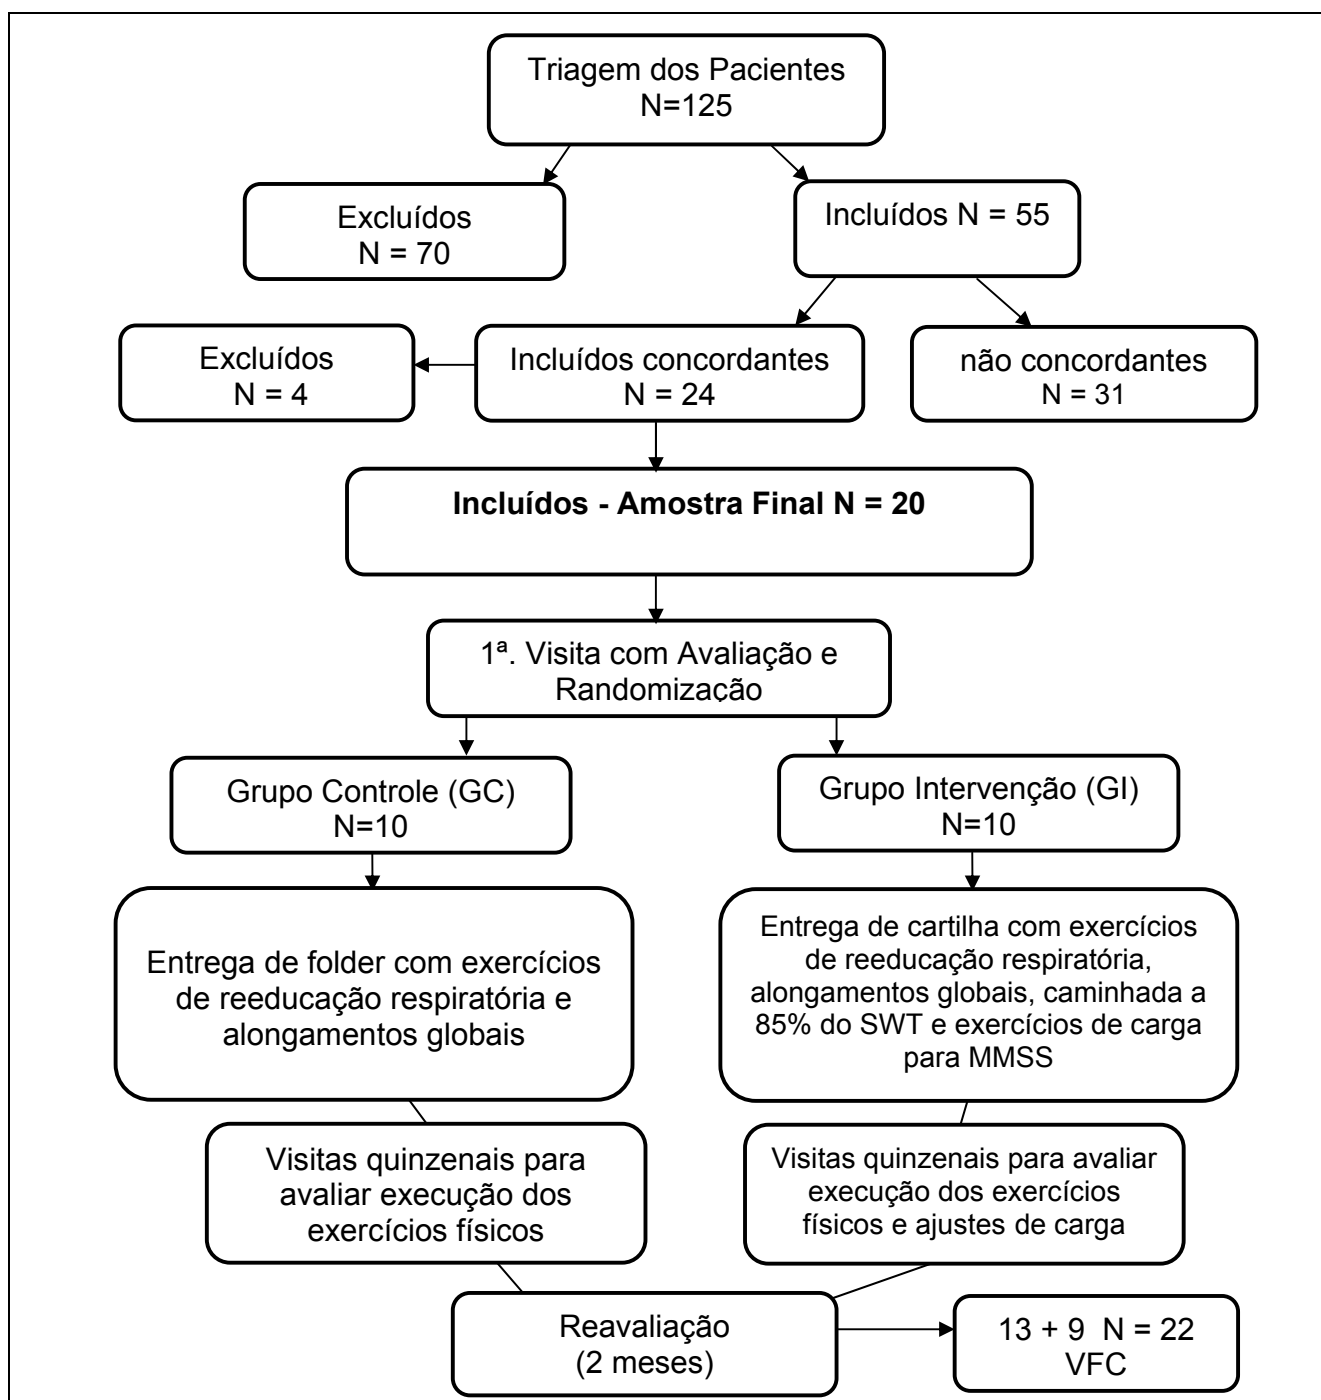 Triagem dos Pacientes
N=125
Excluídos
N = 70
Incluídos N = 55
Excluídos
N = 4
Incluídos concordantes
N = 24
não concordantes
N = 31
Incluídos - Amostra Final N = 20
1ª. Visita com Avaliação e
Randomização
Grupo Controle (GC)
N=10
Grupo Intervenção (GI)
N=10
Entrega de folder com exercícios
de reeducação respiratória e
alongamentos globais
Entrega de cartilha com exercícios
de reeducação respiratória,
alongamentos globais, caminhada a
85% do SWT e exercícios de carga
para MMSS
Visitas quinzenais para
avaliar execução dos
exercícios físicos
Visitas quinzenais para avaliar
execução dos exercícios
físicos e ajustes de carga
Reavaliação
(2 meses)
13 + 9  N = 22
VFC